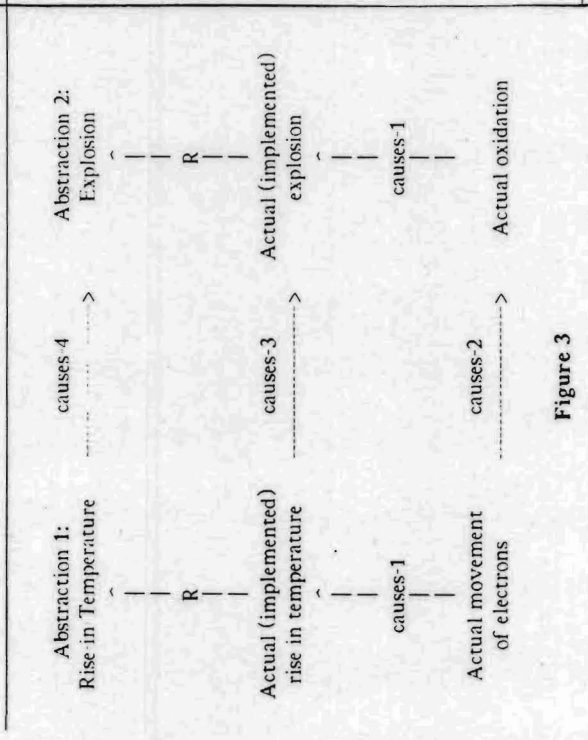 Abstraction 1:
Rise in Temperature
causes-4
Abstraction 2:
Explosion
R
R
Actual (implemented)
rise in temperature
causes-3
Actual (implemented)
explosion
causes-1
causes-1
Actual movement
of electrons
causes-2
Actual oxidation
Figure 3